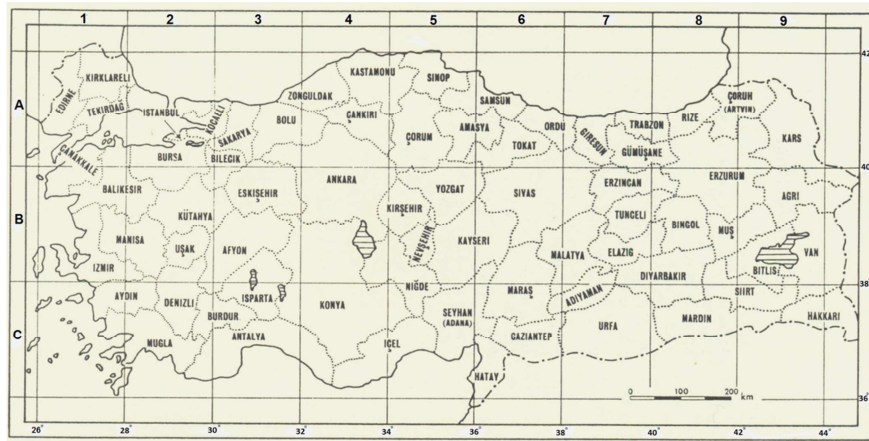 1 2 3 4 5 6 7 8 9
42
A
KIRKLARELI
EDIRNE
TEKIRDAĞ
ISTANBUL
KOCAELI
SAKARYA
ZONGULDAK
KASTAMONU
SINOP
SAMSUN
BOLU
ÇANKIRI
ÇORUM
AMASYA
TOKAT
ORDU
GIRESUN
TRABZON
GÜMÜŞANE
RIZE
ÇORUH
(ARTVIN)
KARS
ÇANAKKALE
BURSA
BILECIK
40
40
B
BALIKESIR
ESKIŞEHIR
ANKARA
YOZGAT
SIVAS
ERZINCAN
ERZURUM
AGRI
KÜTAHYA
KIRŞEHIR
TUNCELI
BINGOL
MUŞ
MANISA
UŞAK
AFYON
NEVŞEHIR
KAYSERI
MALATYA
ELAZIG
VAN
BITLIS
IZMIR
DIYARBAKIR
38
38
SIIRT
AYDIN
DENIZLI
ISPARTA
BURDUR
KONYA
NIĞDE
MARAŞ
ADIYAMAN
C
SEYHAN
(ADANA)
URFA
MARDIN
HAKKARI
MUGLA
ANTALYA
ICEL
GAZIANTEP
HATAY
0 100 200
km
36
26° 28 30 32 34 36 38 40 42 44